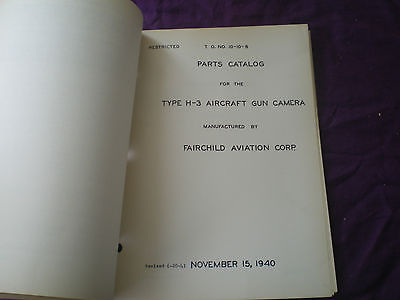 RESTRICTED T. O. NO. 10-10-8
PARTS CATALOG
FOR THE
TYPE H-3 AIRCRAFT GUN CAMERA
MANUFACTURED BY
FAIRCHILD AVIATION CORP.
Revised NOVEMBER 15, 1940